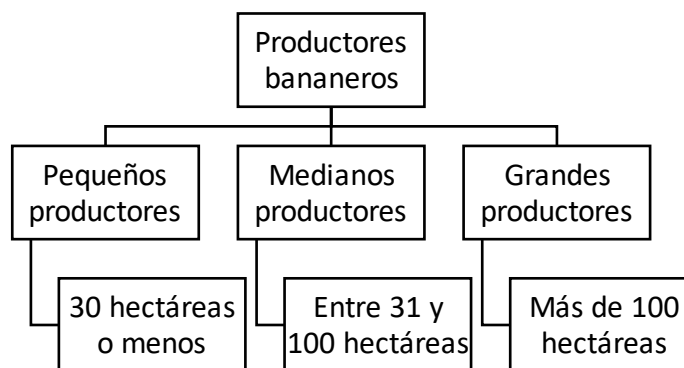 Productores
bananeros
Pequeños
productores
Medianos
productores
Grandes
productores
30 hectáreas
o menos
Entre 31 y
100 hectáreas
Más de 100
hectáreas